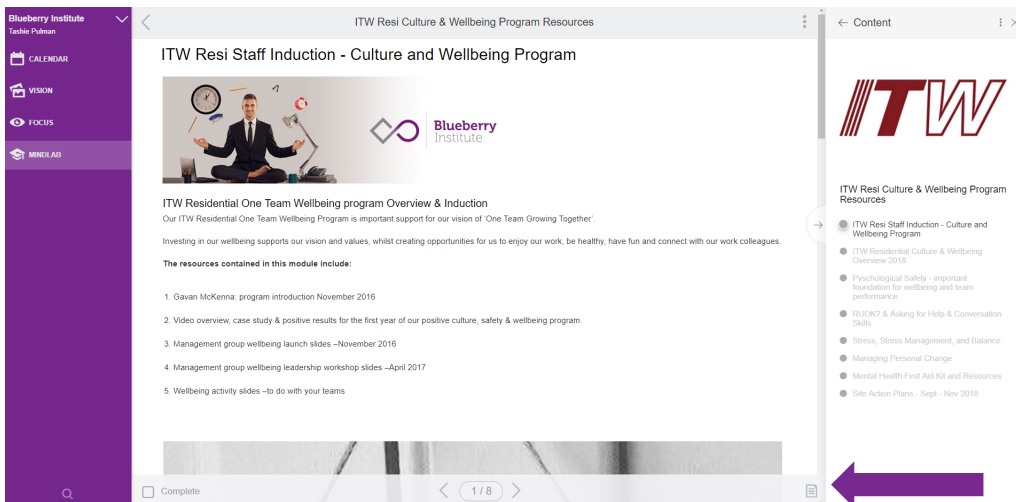 Blueberry Institute
Tashie Pulman
CALENDAR
VISION
FOCUS
MINDLAB
ITW Resi Culture & Wellbeing Program Resources
ITW Resi Staff Induction - Culture and Wellbeing Program
Blueberry
Institute
ITW Residential One Team Wellbeing program Overview & Induction
Our ITW Residential One Team Wellbeing Program is important support for our vision of 'One Team Growing Together'.
Investing in our wellbeing supports our vision and values, whilst creating opportunities for us to enjoy our work, be healthy, have fun and connect with our work colleagues.
The resources contained in this module include:
1. Gavan McKenna: program introduction November 2016
2. Video overview, case study & positive results for the first year of our positive culture, safety & wellbeing program.
3. Management group wellbeing launch slides –November 2016
4. Management group wellbeing leadership workshop slides –April 2017
5. Wellbeing activity slides –to do with your teams
Complete
1 / 8
Content
ITW
ITW Resi Culture & Wellbeing Program
Resources
ITW Resi Staff Induction - Culture and
Wellbeing Program
ITW Residential Culture & Wellbeing
Overview 2018
Pyschological Safety - important
foundation for wellbeing and team
performance
RUOK? & Asking for Help & Conversation
Skills
Stress, Stress Management, and Balance
Managing Personal Change
Mental Health First Aid Kit and Resources
Site Action Plans - Sept - Nov 2018